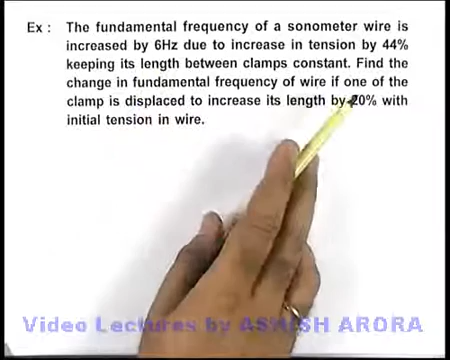 Ex : The fundamental frequency of a sonometer wire is
increased by 6Hz due to increase in tension by 44%
keeping its length between clamps constant. Find the
change in fundamental frequency of wire if one of the
clamp is displaced to increase its length by 20% with
initial tension in wire.
Video Lectures by ASHISH ARORA